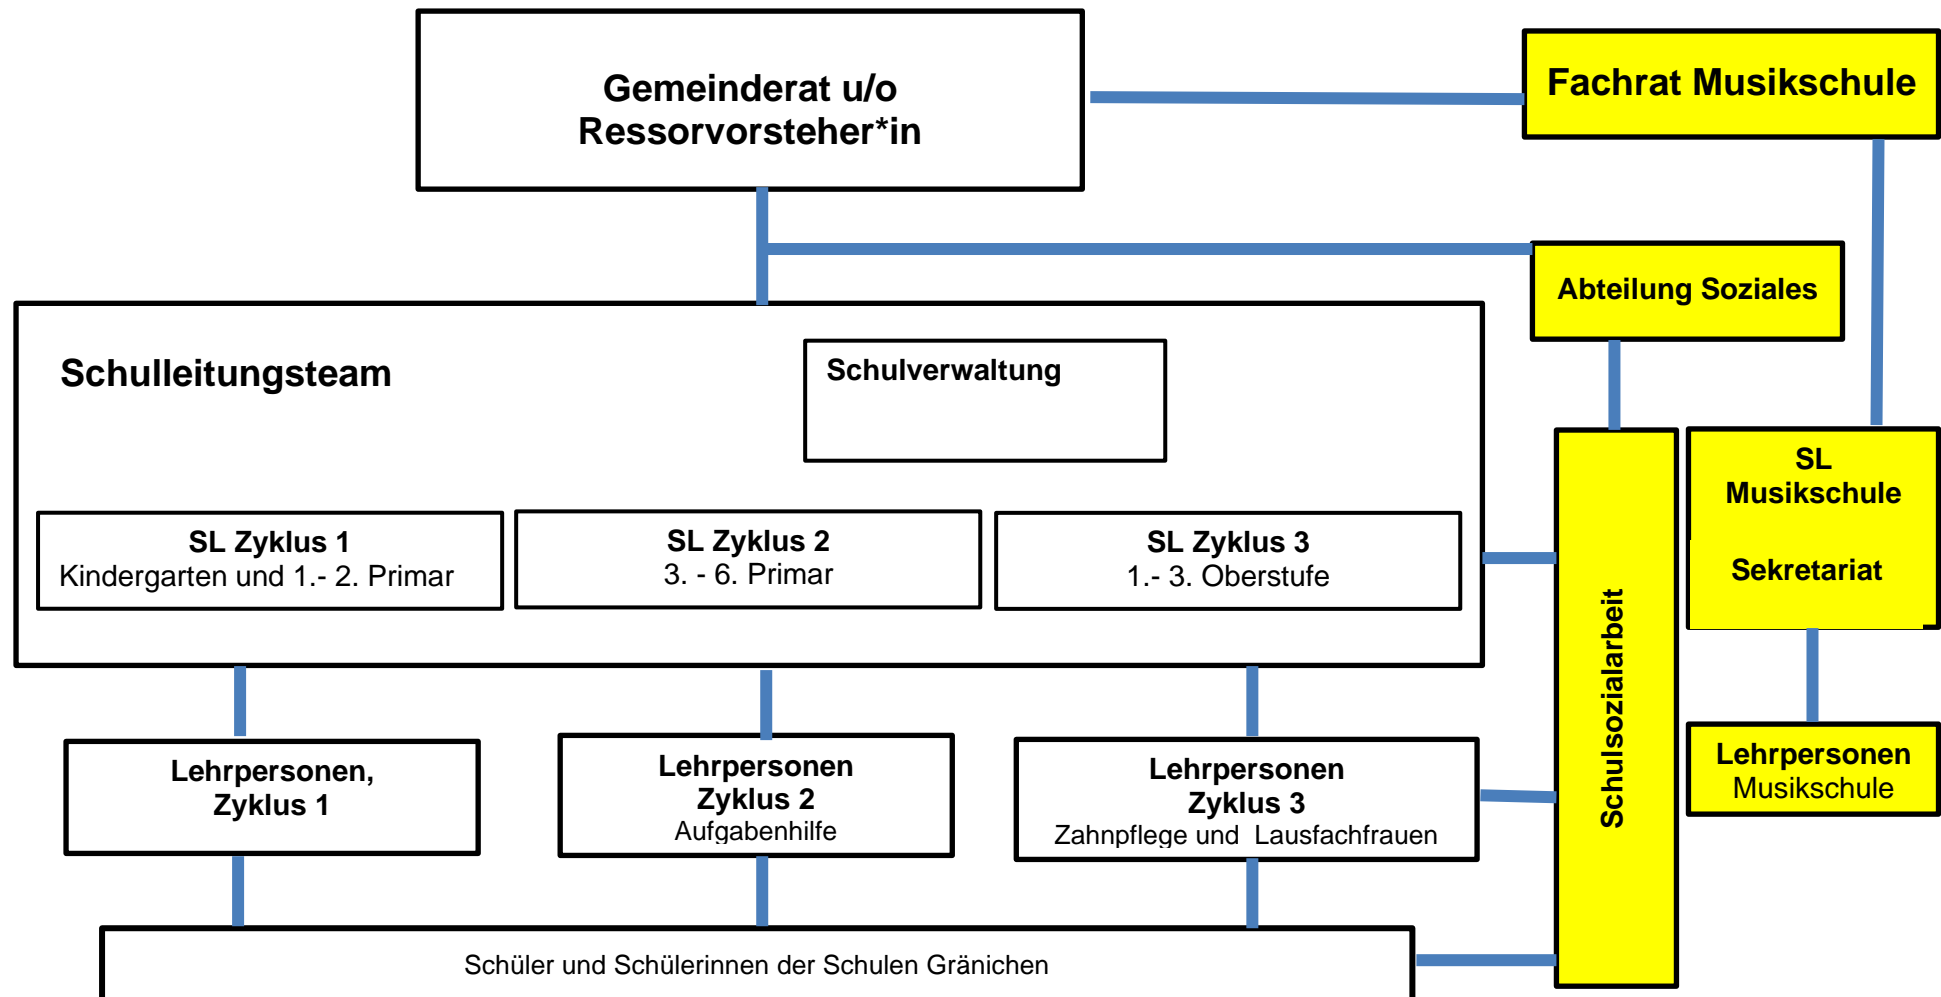 Gemeinderat u/o
Ressorvorsteher*in
Fachrat Musikschule
Abteilung Soziales
Schulleitungsteam
Schulverwaltung
SL Zyklus 1
Kindergarten und 1.- 2. Primar
SL Zyklus 2
3. - 6. Primar
SL Zyklus 3
1.- 3. Oberstufe
Schulsozialarbeit
SL
Musikschule
Sekretariat
Lehrpersonen,
Zyklus 1
Lehrpersonen
Zyklus 2
Aufgabenhilfe
Lehrpersonen
Zyklus 3
Zahnpflege und  Lausfachfrauen
Lehrpersonen
Musikschule
Schüler und Schülerinnen der Schulen Gränichen